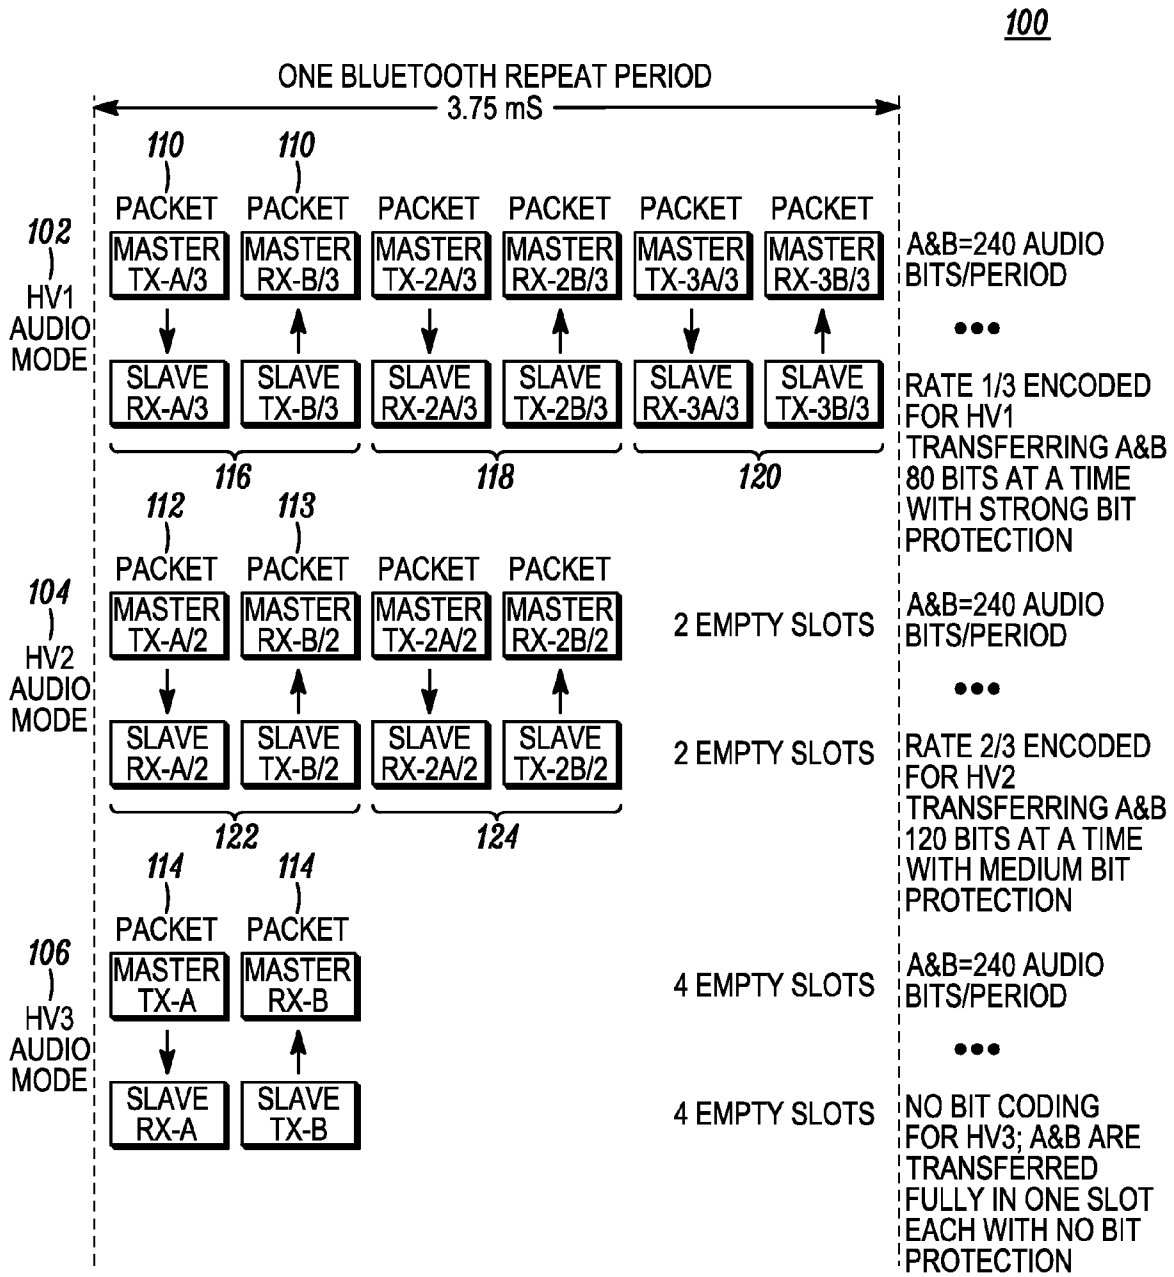 100
ONE BLUETOOTH REPEAT PERIOD
3.75 mS
110 110
PACKET PACKET PACKET PACKET PACKET PACKET
102
HV1
AUDIO
MODE
MASTER MASTER MASTER MASTER MASTER MASTER
TX-A/3 RX-B/3 TX-2A/3 RX-2B/3 TX-3A/3 RX-3B/3
SLAVE SLAVE SLAVE SLAVE SLAVE SLAVE
RX-A/3 TX-B/3 RX-2A/3 TX-2B/3 RX-3A/3 TX-3B/3
116 118 120
A&B=240 AUDIO
BITS/PERIOD
•••
RATE 1/3 ENCODED
FOR HV1
TRANSFERRING A&B
80 BITS AT A TIME
WITH STRONG BIT
PROTECTION
112 113
PACKET PACKET PACKET PACKET
104
HV2
AUDIO
MODE
MASTER MASTER MASTER MASTER
TX-A/2 RX-B/2 TX-2A/2 RX-2B/2
2 EMPTY SLOTS
SLAVE SLAVE SLAVE SLAVE
RX-A/2 TX-B/2 RX-2A/2 TX-2B/2
2 EMPTY SLOTS
122 124
A&B=240 AUDIO
BITS/PERIOD
•••
RATE 2/3 ENCODED
FOR HV2
TRANSFERRING A&B
120 BITS AT A TIME
WITH MEDIUM BIT
PROTECTION
114 114
PACKET PACKET
106
HV3
AUDIO
MODE
MASTER MASTER
TX-A RX-B
4 EMPTY SLOTS
SLAVE SLAVE
RX-A TX-B
4 EMPTY SLOTS
A&B=240 AUDIO
BITS/PERIOD
•••
NO BIT CODING
FOR HV3; A&B ARE
TRANSFERRED
FULLY IN ONE SLOT
EACH WITH NO BIT
PROTECTION